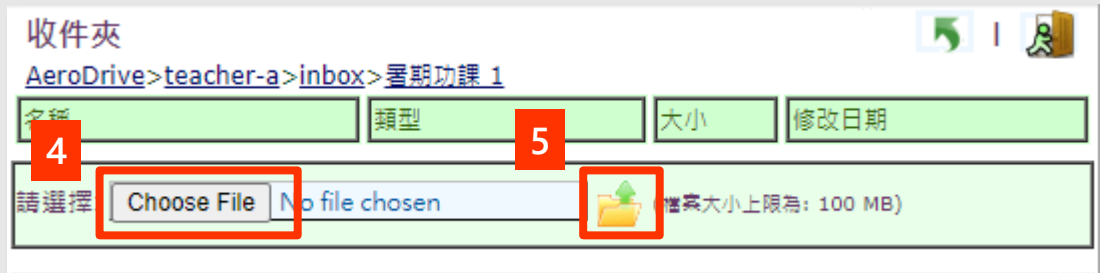 收件夾
|
AeroDrive>teacher-a>inbox>暑期功課 1
名稱 類型 大小 修改日期
4 5
請選擇 Choose File No file chosen (檔案大小上限為: 100 MB)